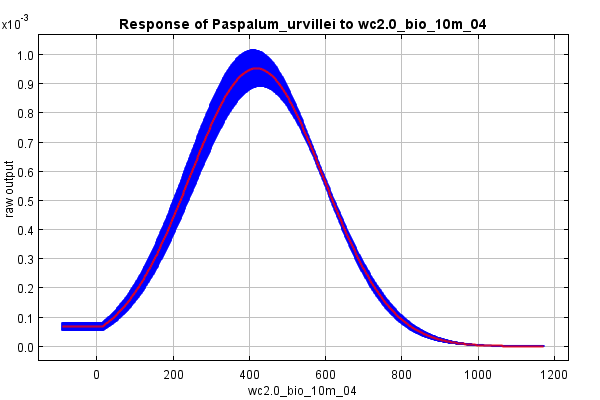 Response of Paspalum_urvillei to wc2.0_bio_10m_04
x10^-3
1.0
0.9
0.8
0.7
0.6
0.5
0.4
0.3
0.2
0.1
0.0
raw output
0 200 400 600 800 1000 1200
wc2.0_bio_10m_04